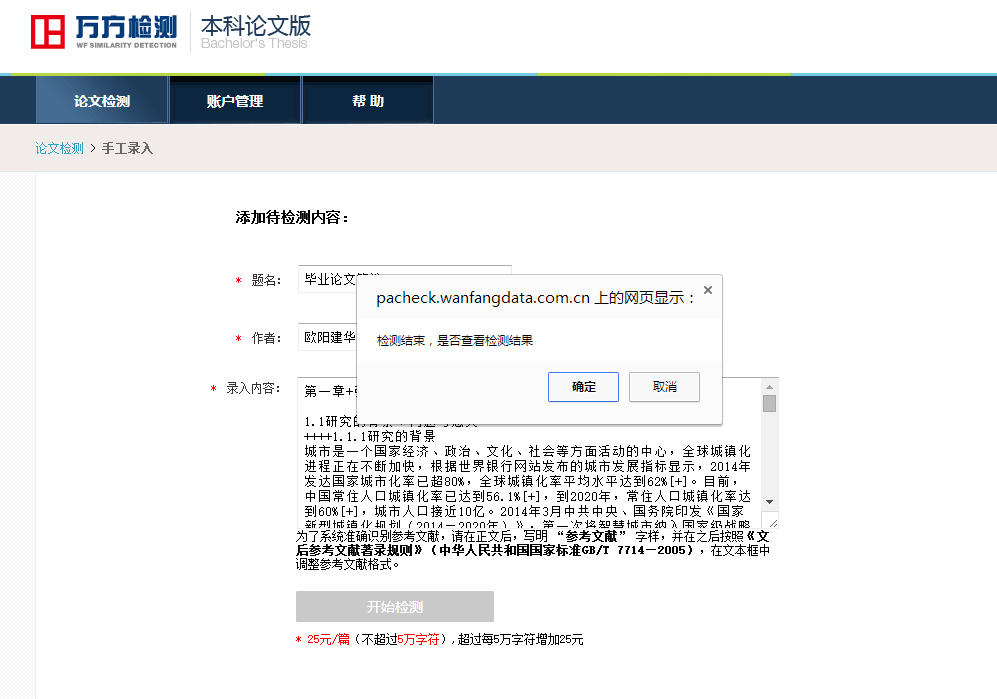 万方检测
WF SIMILARITY DETECTION
本科论文版
Bachelor's Thesis
论文检测
账户管理
帮 助
论文检测 > 手工录入
添加待检测内容：
* 题名:
毕业论文
pacheck.wanfangdata.com.cn 上的网页显示：
×
检测结束，是否查看检测结果
确定
取消
* 作者:
欧阳建华
* 录入内容:
第一章+
1.1研究的
++++1.1.1研究的背景
城市是一个国家经济、政治、文化、社会等方面活动的中心，全球城镇化
进程正在不断加快，根据世界银行网站发布的城市发展指标显示，2014年
发达国家城市化率已超80%，全球城镇化率平均水平达到62%[+]。目前，
中国常住人口城镇化率已达到56.1%[+]，到2020年，常住人口城镇化率达
到60%[+]，城市人口接近10亿。2014年3月中共中央、国务院印发《国家
新型城镇化规划（2014－2020年）》，第一次将智慧城市纳入国家级战略
为了系统准确识别参考文献，请在正文后，写明 “参考文献” 字样，并在之后按照《文
后参考文献著录规则》（中华人民共和国国家标准GB/T 7714－2005），在文本框中
调整参考文献格式。
开始检测
* 25元/篇（不超过5万字符）,超过每5万字符增加25元